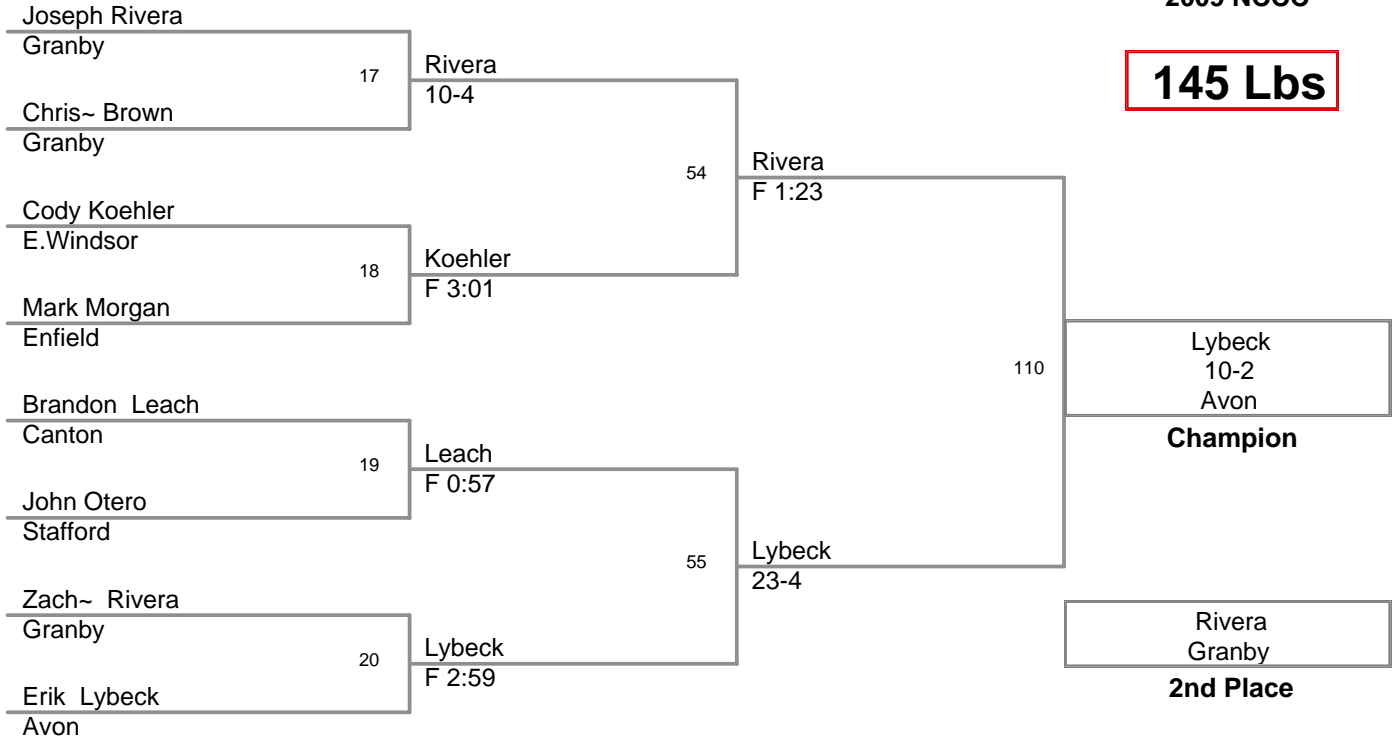 2009 NCCC
145 Lbs
Joseph Rivera
Granby
17
Chris~ Brown
Granby
Rivera
10-4
Cody Koehler
E.Windsor
18
Mark Morgan
Enfield
Koehler
F 3:01
54
Rivera
F 1:23
Brandon Leach
Canton
19
John Otero
Stafford
Leach
F 0:57
Zach~ Rivera
Granby
20
Erik Lybeck
Avon
Lybeck
F 2:59
55
Lybeck
23-4
110
Lybeck
10-2
Avon
Champion
Rivera
Granby
2nd Place